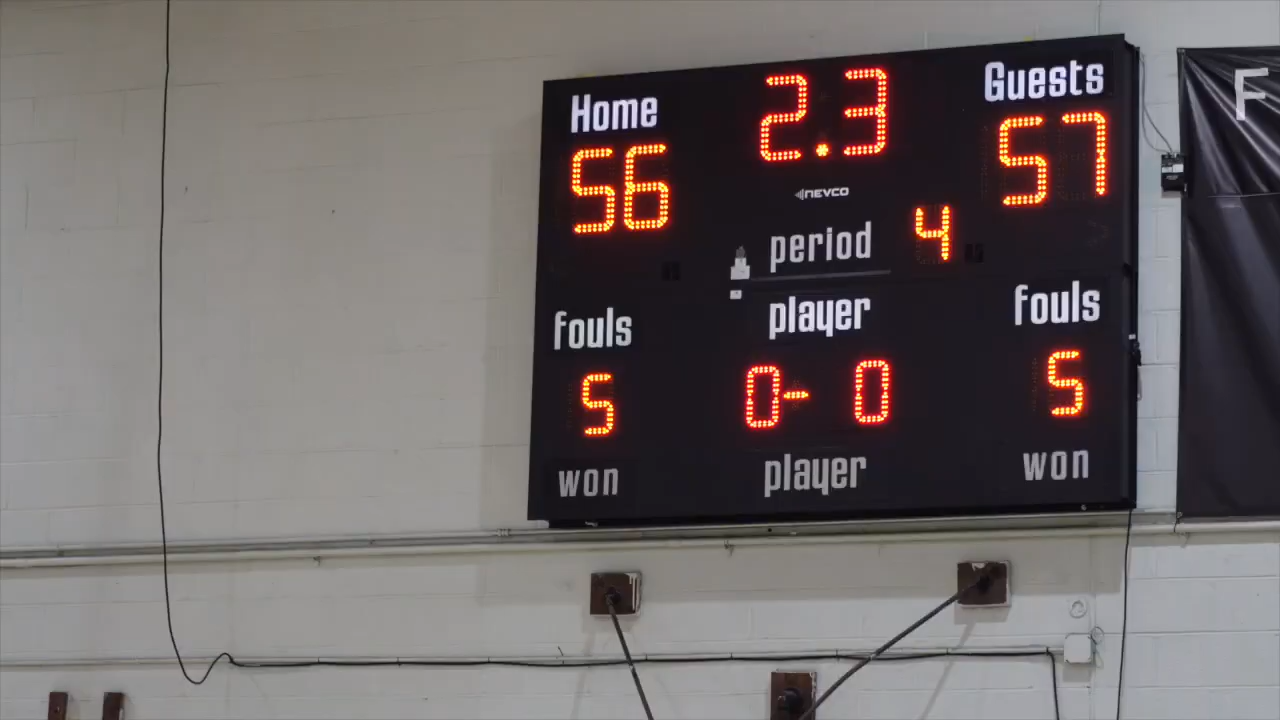 Home 2.3 Guests
56 57
NEVCO
period 4
fouls player fouls
5 0- 0 5
won player won
F